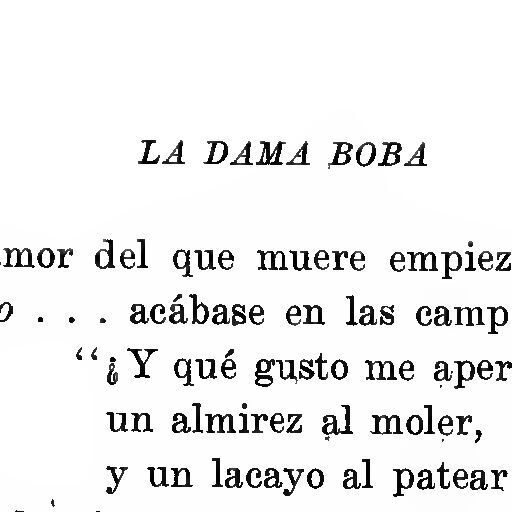 LA DAMA BOBA
mor del que muere empiez
o . . . acábase en las camp
“¿Y qué gusto me aper
un almirez al moler,
y un lacayo al patear